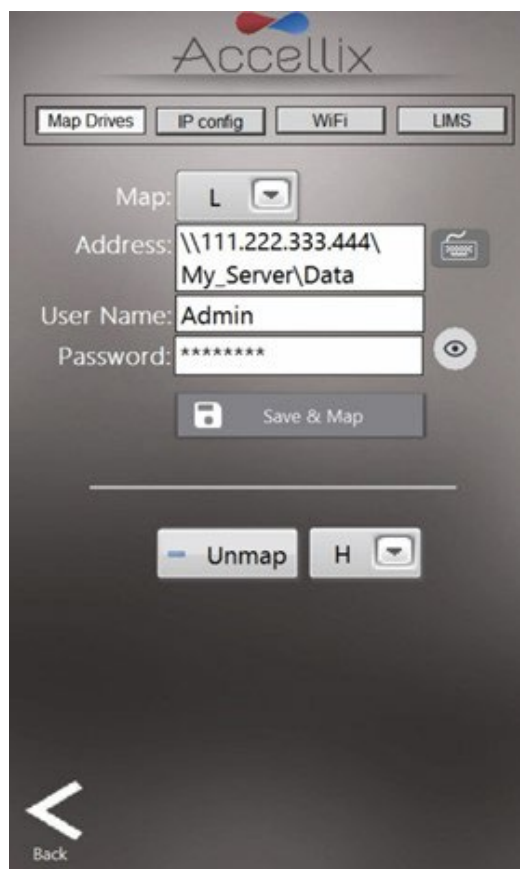 Accellix
Map Drives IP config WiFi LIMS
Map: L
Address: \\111.222.333.444\
My_Server\Data
User Name: Admin
Password: ********
Save & Map
Unmap H
Back